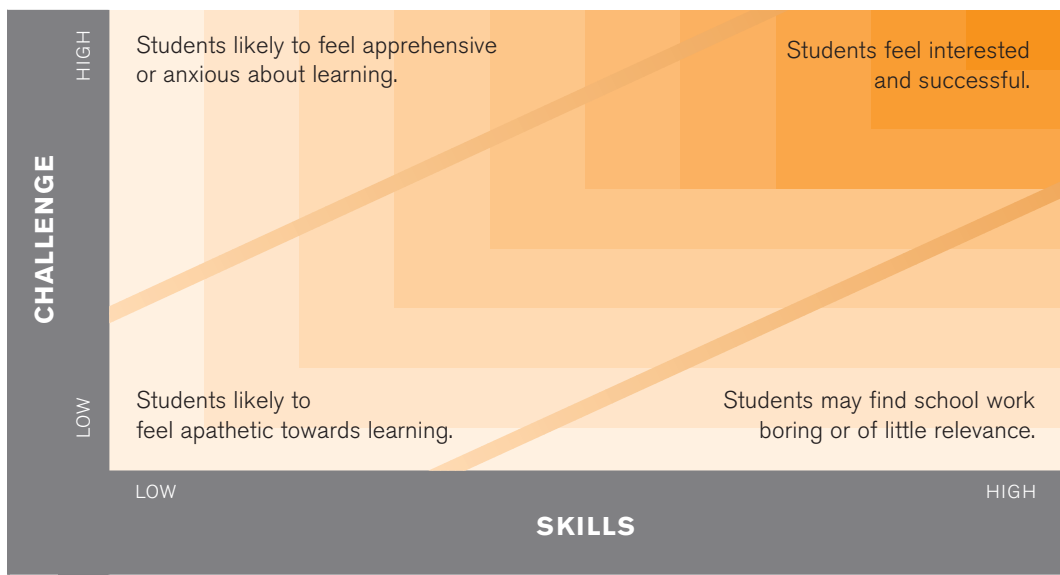 HIGH
Students likely to feel apprehensive
or anxious about learning.
Students feel interested
and successful.
CHALLENGE
LOW
Students likely to
feel apathetic towards learning.
Students may find school work
boring or of little relevance.
LOW
HIGH
SKILLS